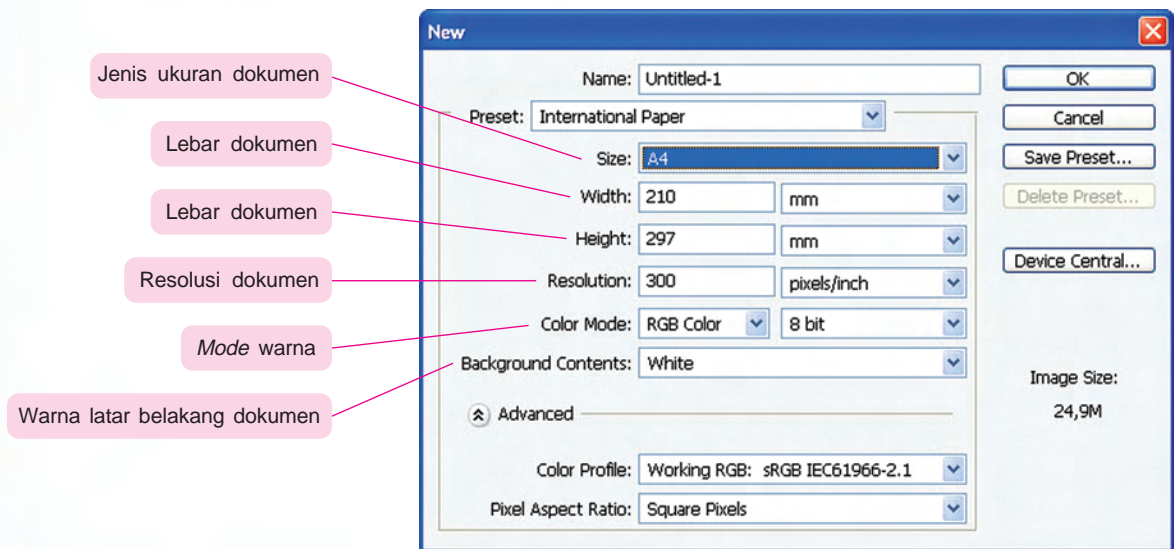 New
Jenis ukuran dokumen
Lebar dokumen
Lebar dokumen
Resolusi dokumen
Mode warna
Warna latar belakang dokumen
Name: Untitled-1
Preset: International Paper
Size: A4
Width: 210 mm
Height: 297 mm
Resolution: 300 pixels/inch
Color Mode: RGB Color 8 bit
Background Contents: White
Advanced
Color Profile: Working RGB: sRGB IEC61966-2.1
Pixel Aspect Ratio: Square Pixels
OK
Cancel
Save Preset...
Delete Preset...
Device Central...
Image Size:
24,9M